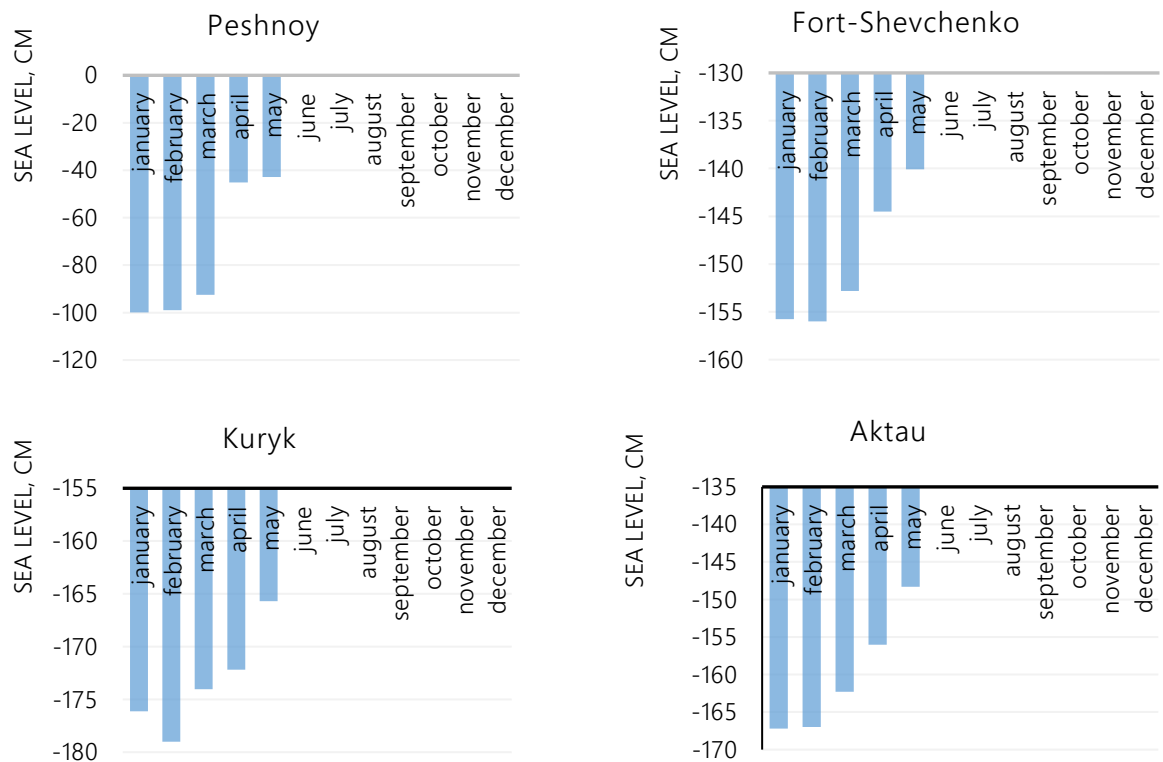 Peshnoy
SEA LEVEL, CM
0
-20
-40
-60
-80
-100
-120
january
february
march
april
may
june
july
august
september
october
november
december
Fort-Shevchenko
SEA LEVEL, CM
-130
-135
-140
-145
-150
-155
-160
january
february
march
april
may
june
july
august
september
october
november
december
Kuryk
SEA LEVEL, CM
-155
-160
-165
-170
-175
-180
january
february
march
april
may
june
july
august
september
october
november
december
Aktau
SEA LEVEL, CM
-135
-140
-145
-150
-155
-160
-165
-170
january
february
march
april
may
june
july
august
september
october
november
december